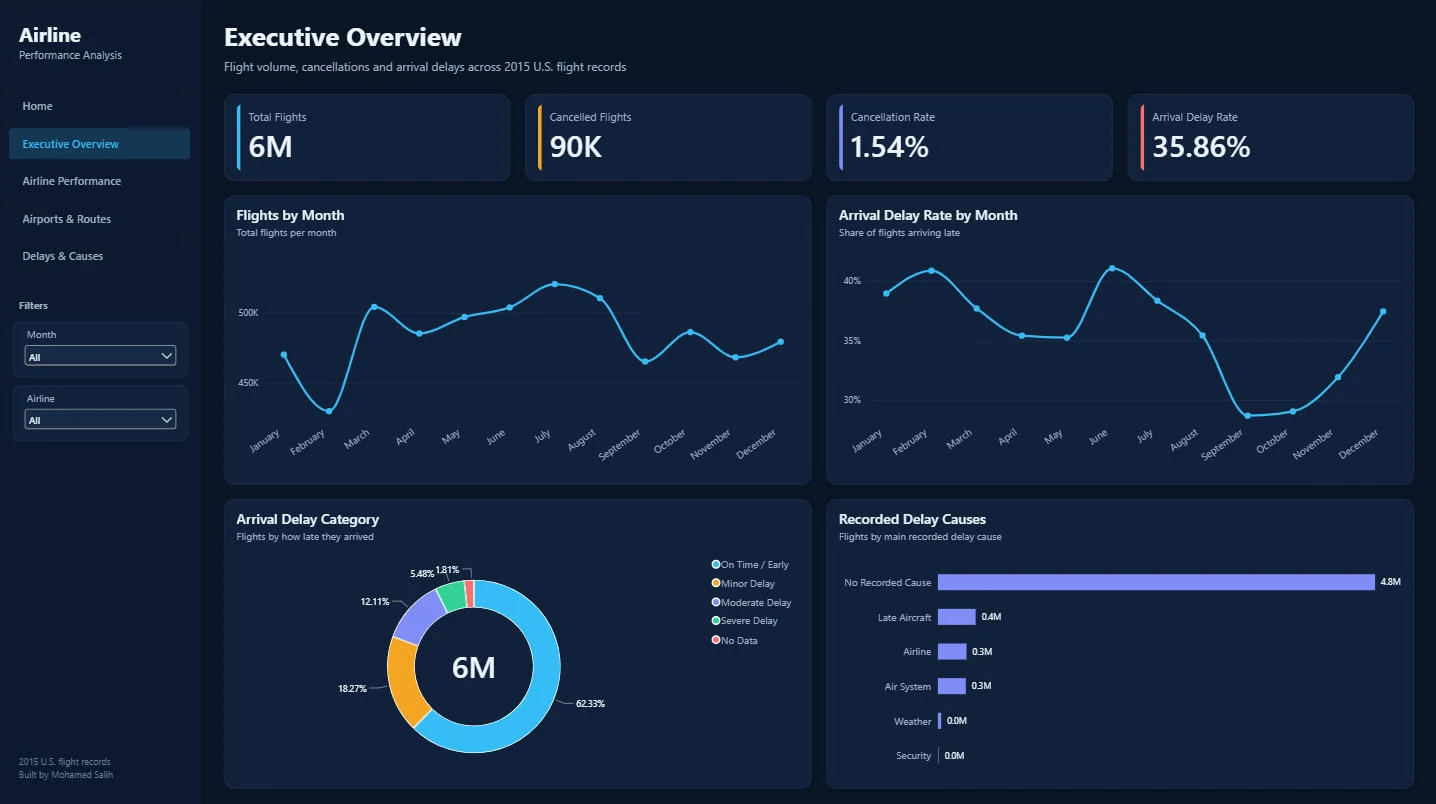 Airline
Performance Analysis
Home
Executive Overview
Airline Performance
Airports & Routes
Delays & Causes
Filters
Month
All
Airline
All
2015 U.S. flight records
Built by Mohamed Salih
Executive Overview
Flight volume, cancellations and arrival delays across 2015 U.S. flight records
Total Flights
6M
Cancelled Flights
90K
Cancellation Rate
1.54%
Arrival Delay Rate
35.86%
Flights by Month
Total flights per month
500K
450K
January
February
March
April
May
June
July
August
September
October
November
December
Arrival Delay Rate by Month
Share of flights arriving late
40%
35%
30%
January
February
March
April
May
June
July
August
September
October
November
December
Arrival Delay Category
Flights by how late they arrived
1.81%
5.48%
12.11%
18.27%
62.33%
6M
On Time / Early
Minor Delay
Moderate Delay
Severe Delay
No Data
Recorded Delay Causes
Flights by main recorded delay cause
No Recorded Cause 4.8M
Late Aircraft 0.4M
Airline 0.3M
Air System 0.3M
Weather 0.0M
Security 0.0M